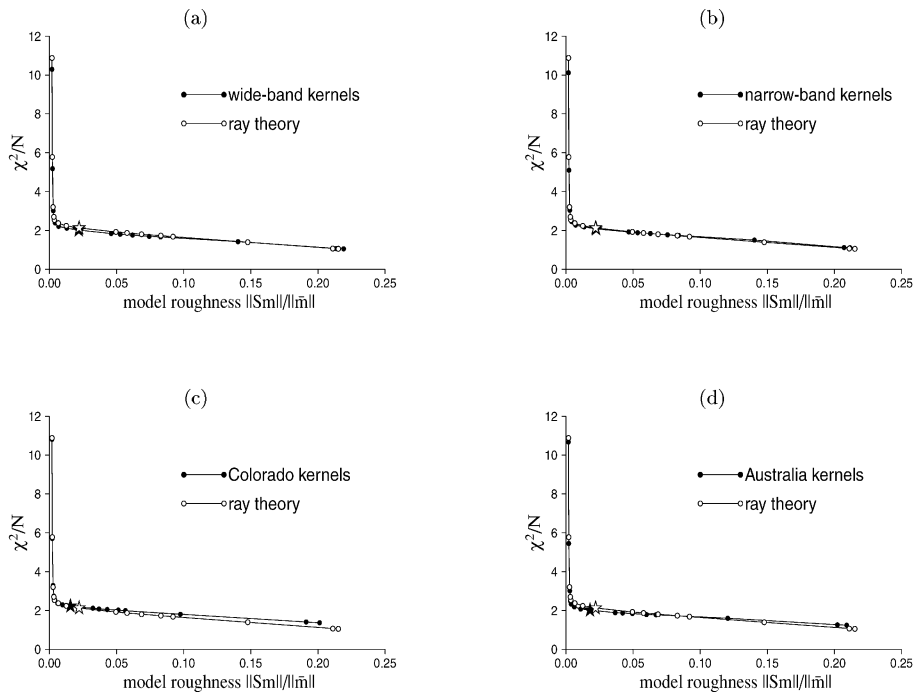 (a)
12
10
8
6
4
2
0
χ²/N
wide-band kernels
ray theory
0.00 0.05 0.10 0.15 0.20 0.25
model roughness ||Sm||/||m̄||
(b)
12
10
8
6
4
2
0
χ²/N
narrow-band kernels
ray theory
0.00 0.05 0.10 0.15 0.20 0.25
model roughness ||Sm||/||m̄||
(c)
12
10
8
6
4
2
0
χ²/N
Colorado kernels
ray theory
0.00 0.05 0.10 0.15 0.20 0.25
model roughness ||Sm||/||m̄||
(d)
12
10
8
6
4
2
0
χ²/N
Australia kernels
ray theory
0.00 0.05 0.10 0.15 0.20 0.25
model roughness ||Sm||/||m̄||